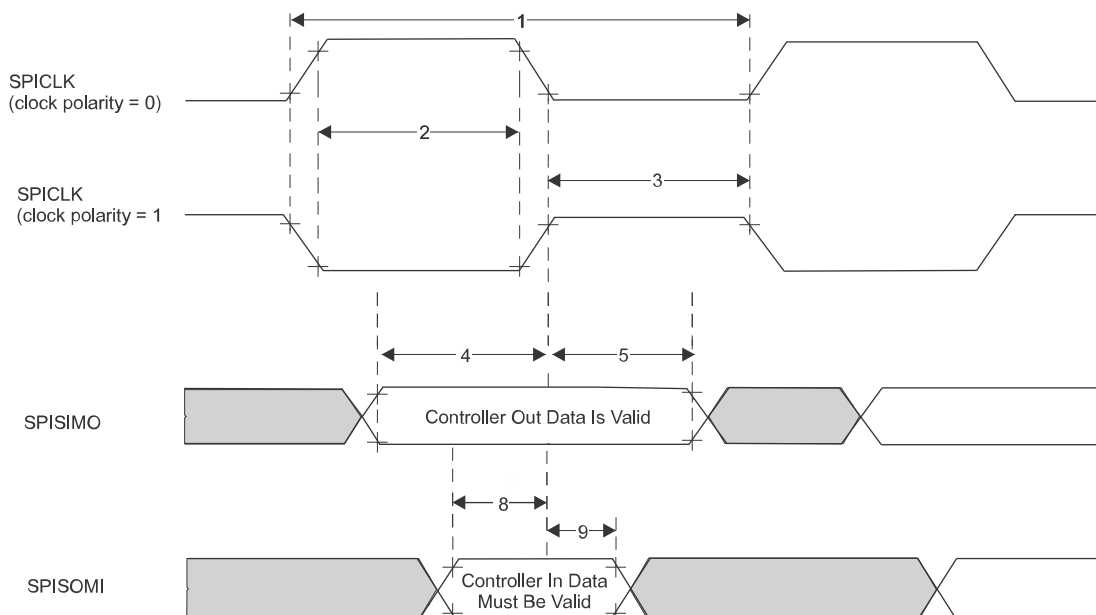 1
SPICLK
(clock polarity = 0)
2
3
SPICLK
(clock polarity = 1
4
5
SPISIMO
Controller Out Data Is Valid
8
9
SPISOMI
Controller In Data
Must Be Valid